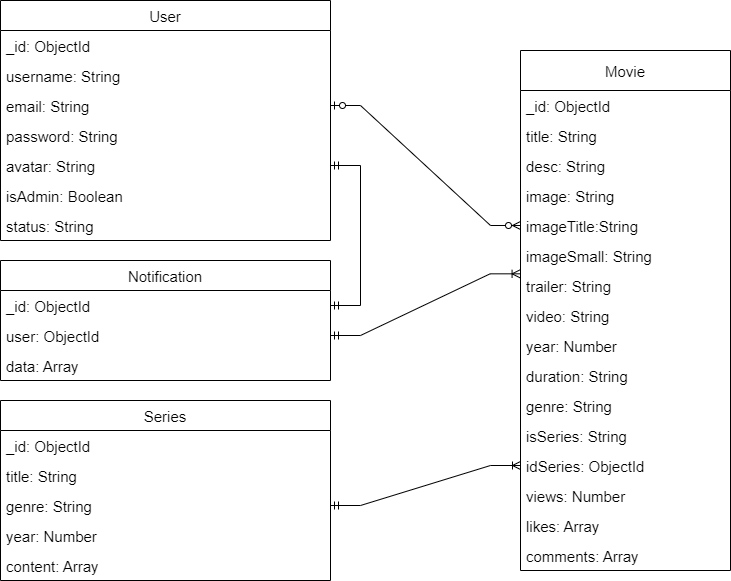 User
_id: ObjectId
username: String
email: String
password: String
avatar: String
isAdmin: Boolean
status: String
Notification
_id: ObjectId
user: ObjectId
data: Array
Series
_id: ObjectId
title: String
genre: String
year: Number
content: Array
Movie
_id: ObjectId
title: String
desc: String
image: String
imageTitle:String
imageSmall: String
trailer: String
video: String
year: Number
duration: String
genre: String
isSeries: String
idSeries: ObjectId
views: Number
likes: Array
comments: Array